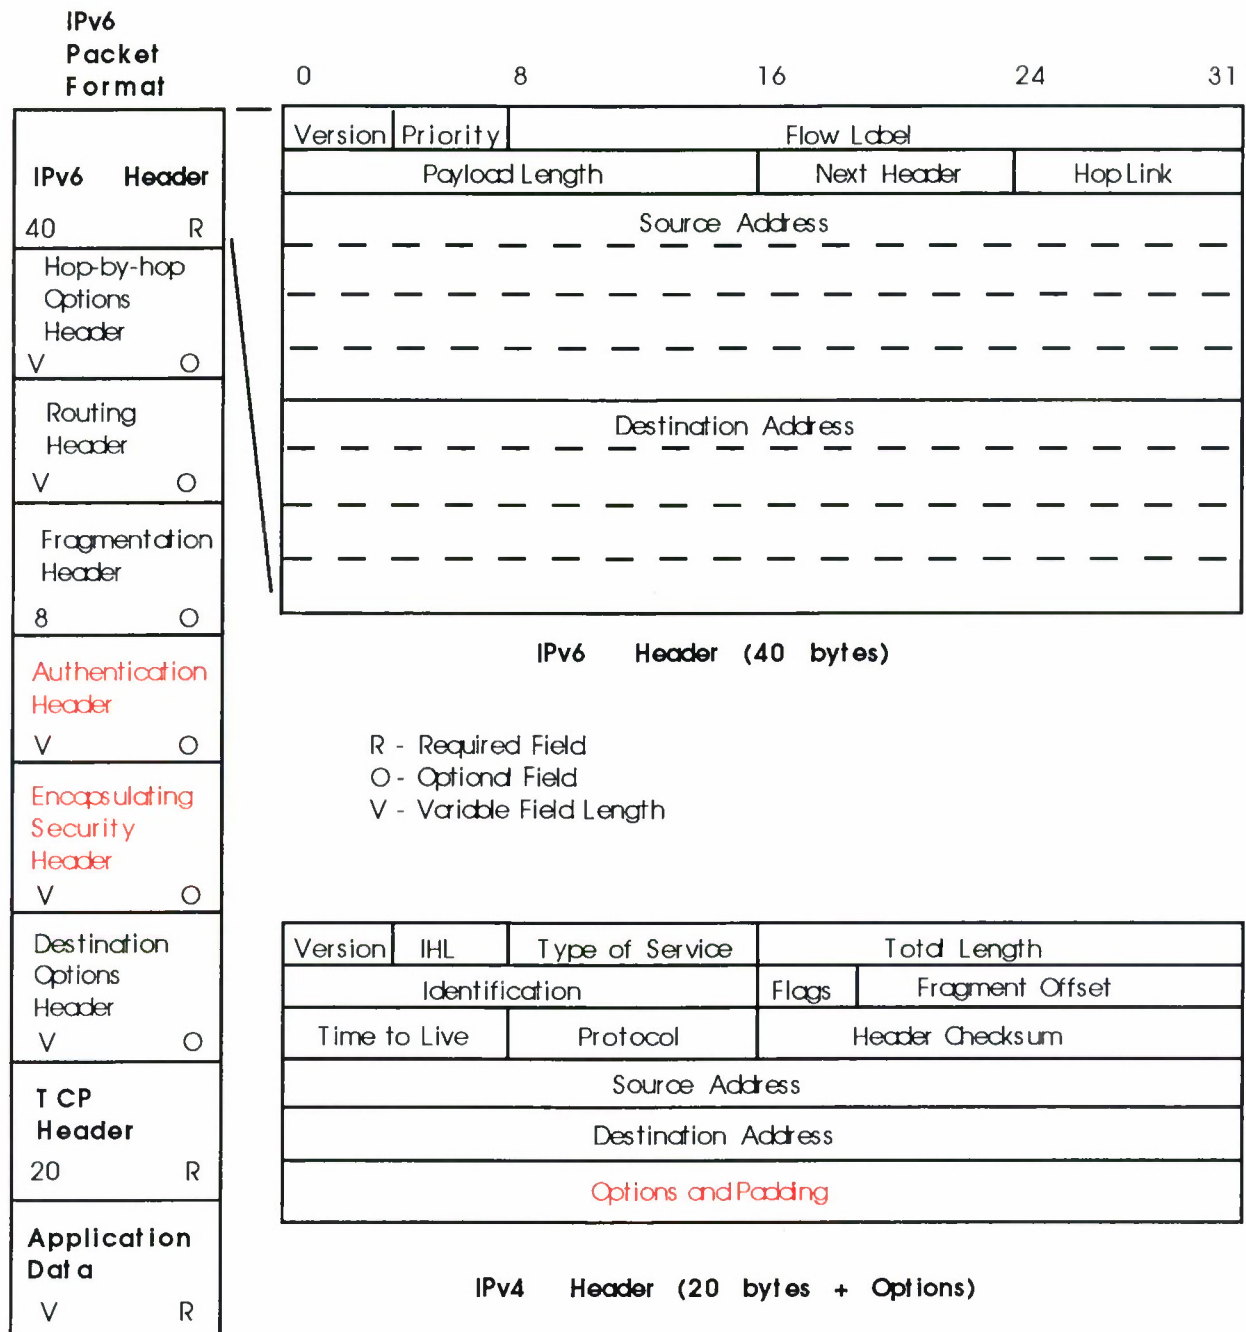 IPv6
Packet
Format
0 8 16 24 31
IPv6 Header
40 R
Hop-by-hop
Options
Header
V O
Routing
Header
V O
Fragmentation
Header
8 O
Authentication
Header
V O
Encapsulating
Security
Header
V O
Destination
Options
Header
V O
TCP
Header
20 R
Application
Data
V R
Version Priority Flow Label
Payload Length Next Header Hop Link
Source Address
Destination Address
IPv6 Header (40 bytes)
R - Required Field
O - Optional Field
V - Variable Field Length
Version IHL Type of Service Total Length
Identification Flags Fragment Offset
Time to Live Protocol Header Checksum
Source Address
Destination Address
Options and Padding
IPv4 Header (20 bytes + Options)